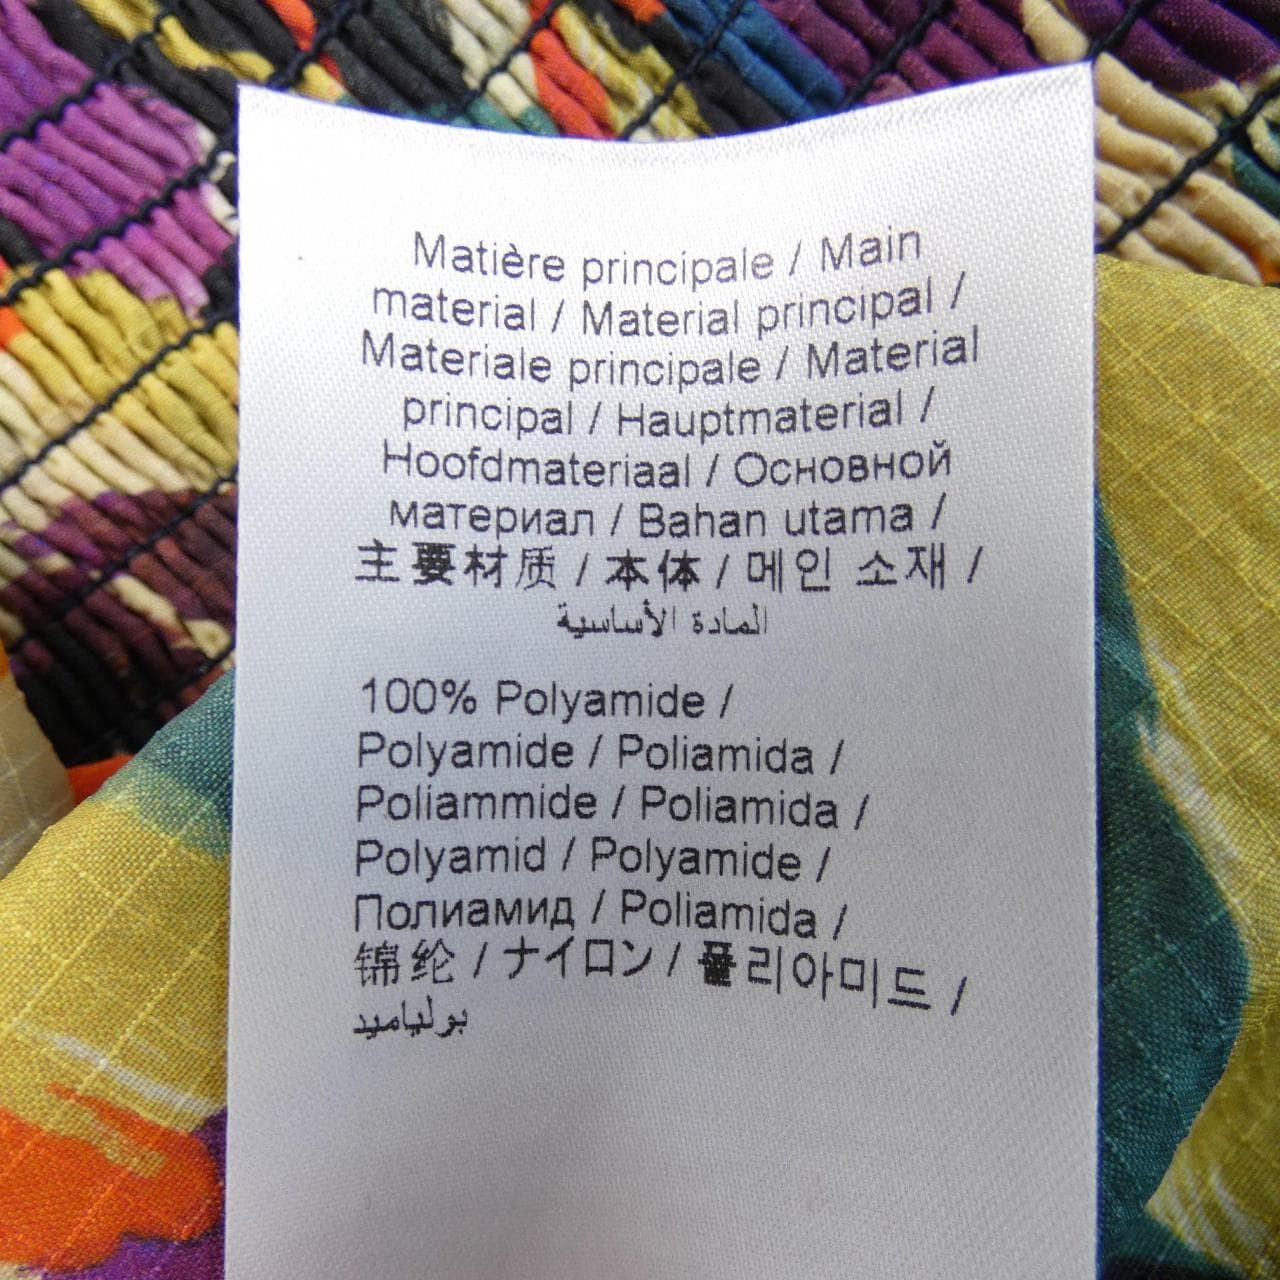 Matière principale / Main
material / Material principal /
Materiale principale / Material
principal / Hauptmaterial /
Hoofdmateriaal / Основной
материал / Bahan utama /
主要材质 / 本体 / 메인 소재 /
المادة الأساسية
100% Polyamide /
Polyamide / Poliamida /
Poliammide / Poliamida /
Polyamid / Polyamide /
Полиамид / Poliamida /
锦纶 / ナイロン / 폴리아미드 /
بولياميد